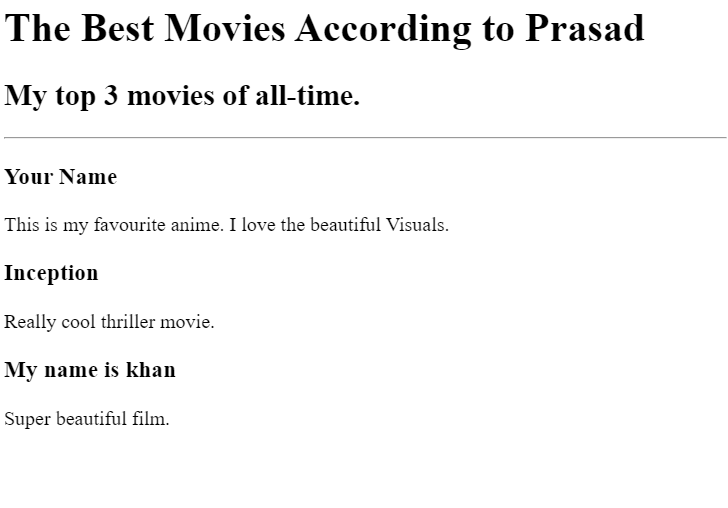 The Best Movies According to Prasad
My top 3 movies of all-time.
Your Name
This is my favourite anime. I love the beautiful Visuals.
Inception
Really cool thriller movie.
My name is khan
Super beautiful film.